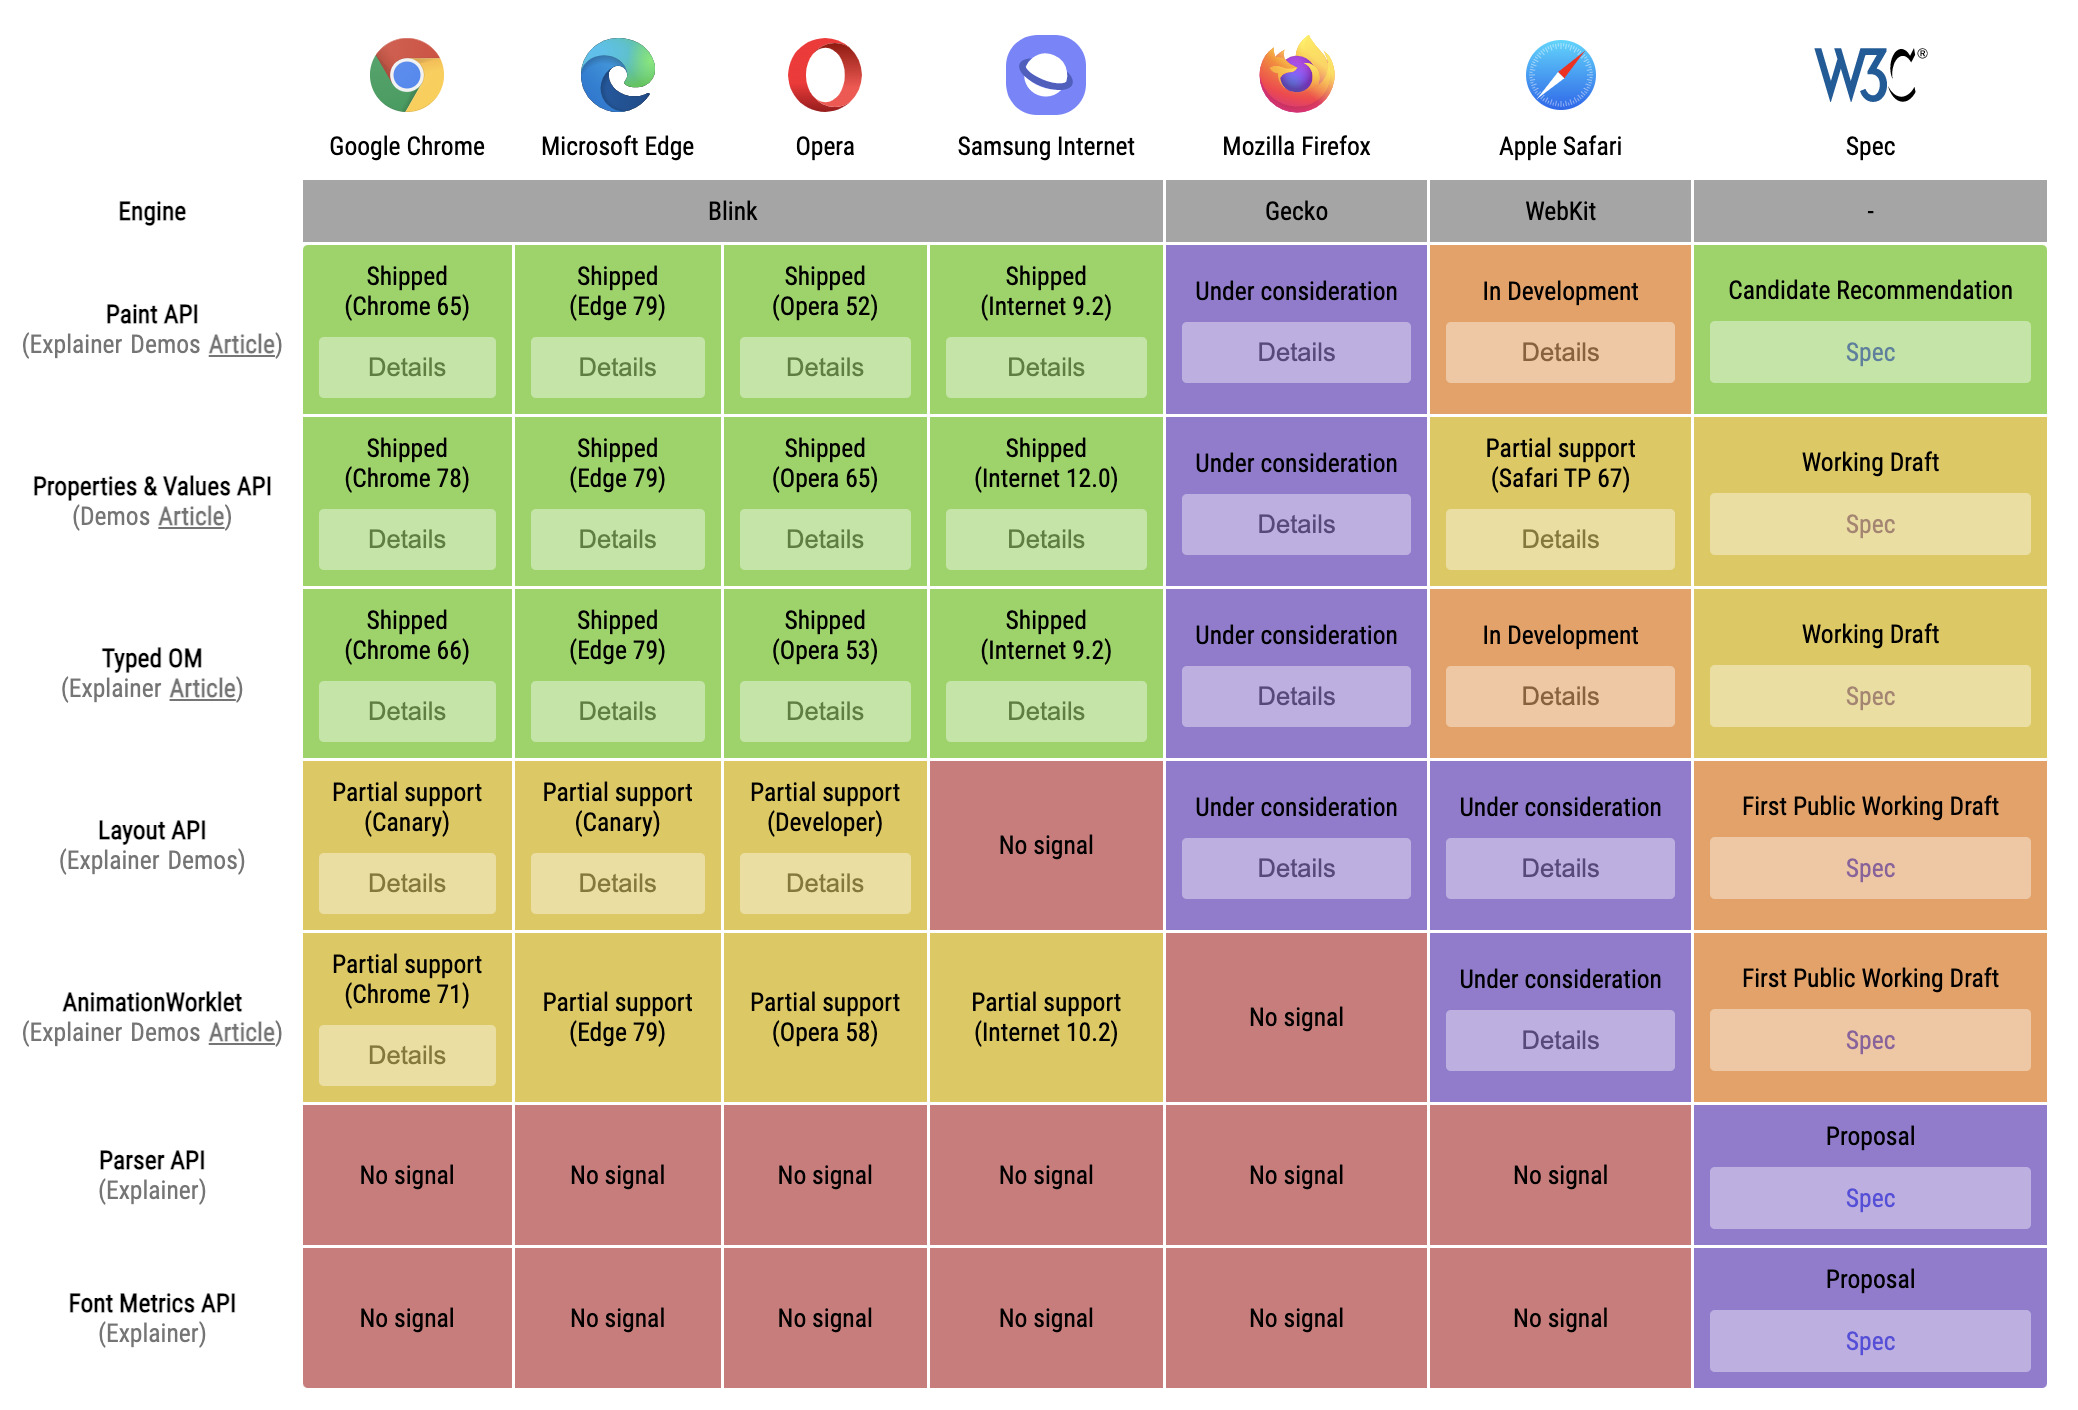 W3C®
Google Chrome Microsoft Edge Opera Samsung Internet Mozilla Firefox Apple Safari Spec
Engine Blink Gecko WebKit -
Paint API
(Explainer Demos Article)
Shipped
(Chrome 65)
Details
Shipped
(Edge 79)
Details
Shipped
(Opera 52)
Details
Shipped
(Internet 9.2)
Details
Under consideration
Details
In Development
Details
Candidate Recommendation
Spec
Properties & Values API
(Demos Article)
Shipped
(Chrome 78)
Details
Shipped
(Edge 79)
Details
Shipped
(Opera 65)
Details
Shipped
(Internet 12.0)
Details
Under consideration
Details
Partial support
(Safari TP 67)
Details
Working Draft
Spec
Typed OM
(Explainer Article)
Shipped
(Chrome 66)
Details
Shipped
(Edge 79)
Details
Shipped
(Opera 53)
Details
Shipped
(Internet 9.2)
Details
Under consideration
Details
In Development
Details
Working Draft
Spec
Layout API
(Explainer Demos)
Partial support
(Canary)
Details
Partial support
(Canary)
Details
Partial support
(Developer)
Details
No signal
Under consideration
Details
Under consideration
Details
First Public Working Draft
Spec
AnimationWorklet
(Explainer Demos Article)
Partial support
(Chrome 71)
Details
Partial support
(Edge 79)
Partial support
(Opera 58)
Partial support
(Internet 10.2)
No signal
Under consideration
Details
First Public Working Draft
Spec
Parser API
(Explainer)
No signal
No signal
No signal
No signal
No signal
No signal
Proposal
Spec
Font Metrics API
(Explainer)
No signal
No signal
No signal
No signal
No signal
No signal
Proposal
Spec